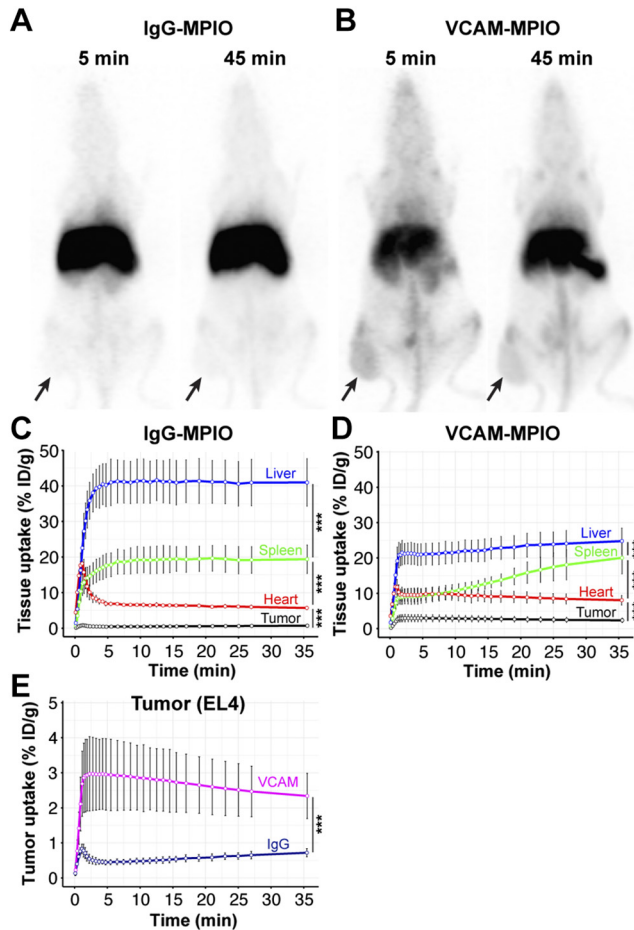 A IgG-MPIO B VCAM-MPIO
5 min 45 min 5 min 45 min
C IgG-MPIO D VCAM-MPIO
Tissue uptake (% ID/g)
50
40
30
20
10
0
Liver
Spleen
Heart
Tumor
***
***
***
0 5 10 15 20 25 30 35
Time (min)
Tissue uptake (% ID/g)
50
40
30
20
10
0
Liver
Spleen
Heart
Tumor
0 5 10 15 20 25 30 35
Time (min)
E Tumor (EL4)
Tumor uptake (% ID/g)
5
4
3
2
1
0
VCAM
IgG
***
0 5 10 15 20 25 30 35
Time (min)